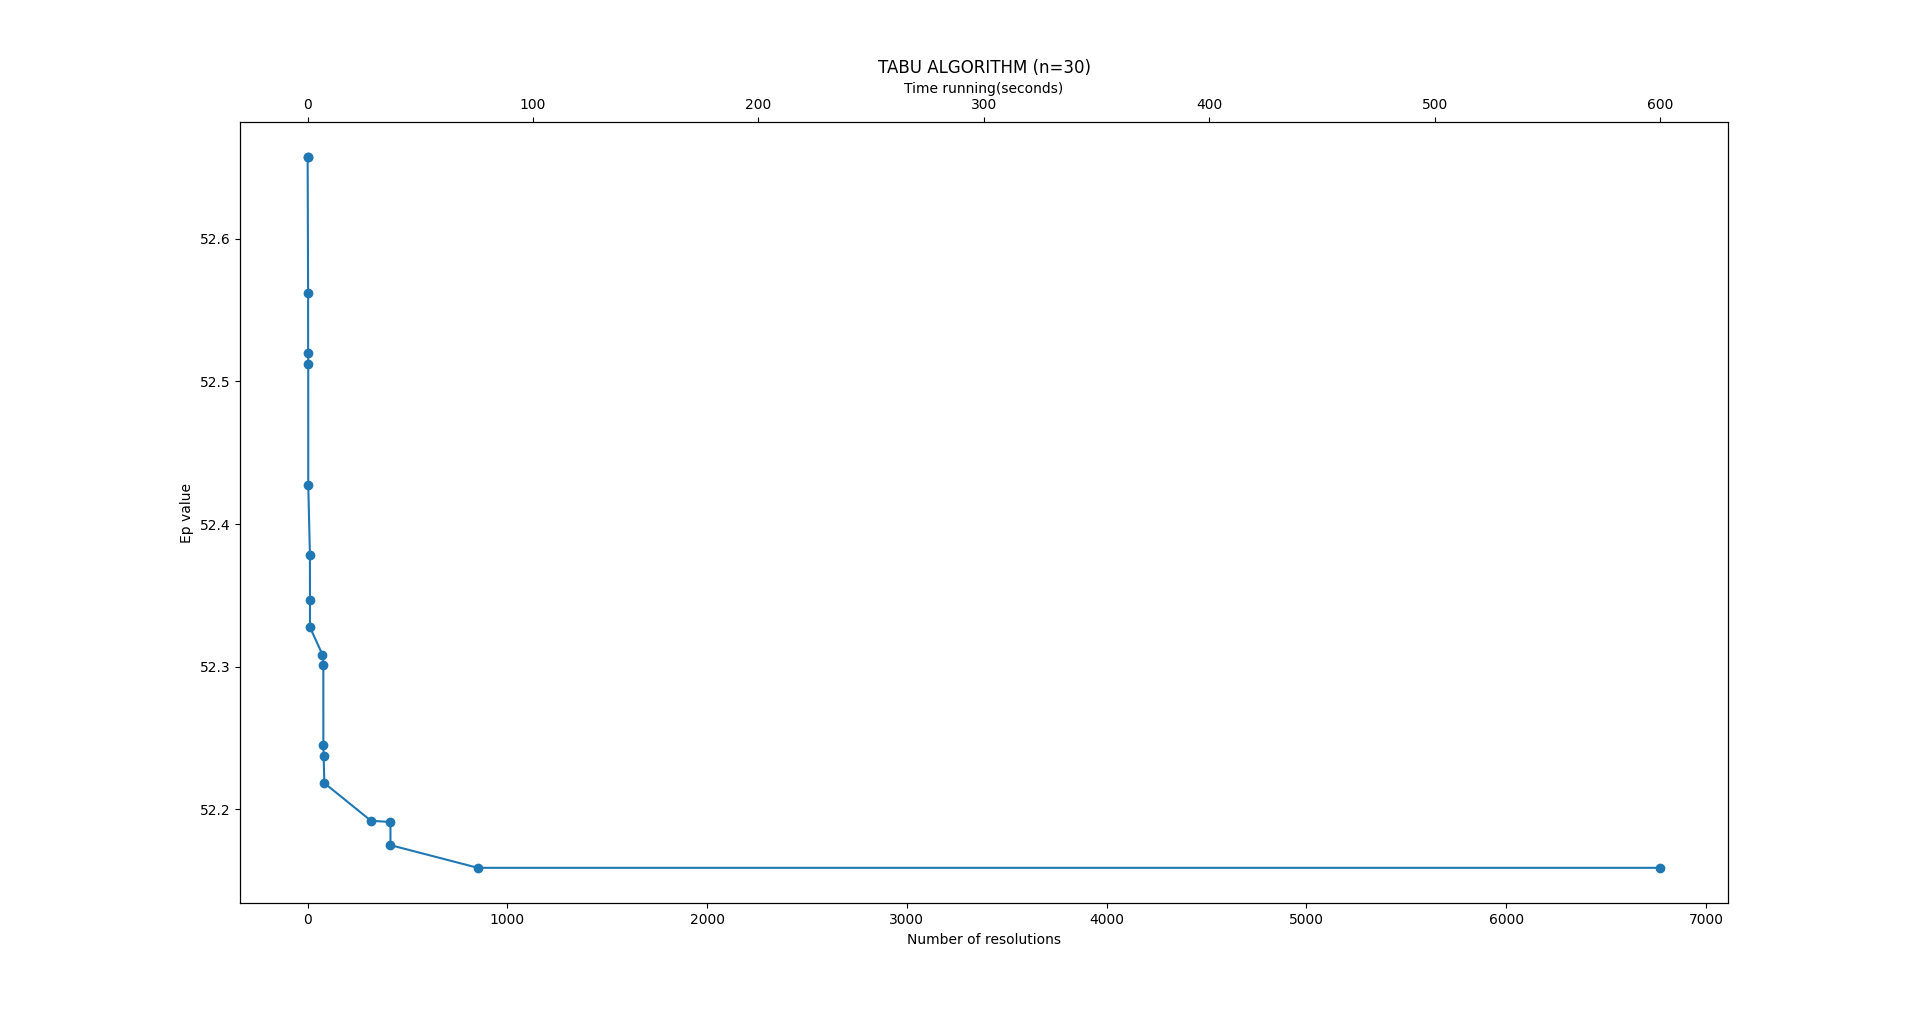 TABU ALGORITHM (n=30)
Time running(seconds)
0 100 200 300 400 500 600
52.6
52.5
52.4
52.3
52.2
Ep value
0 1000 2000 3000 4000 5000 6000 7000
Number of resolutions